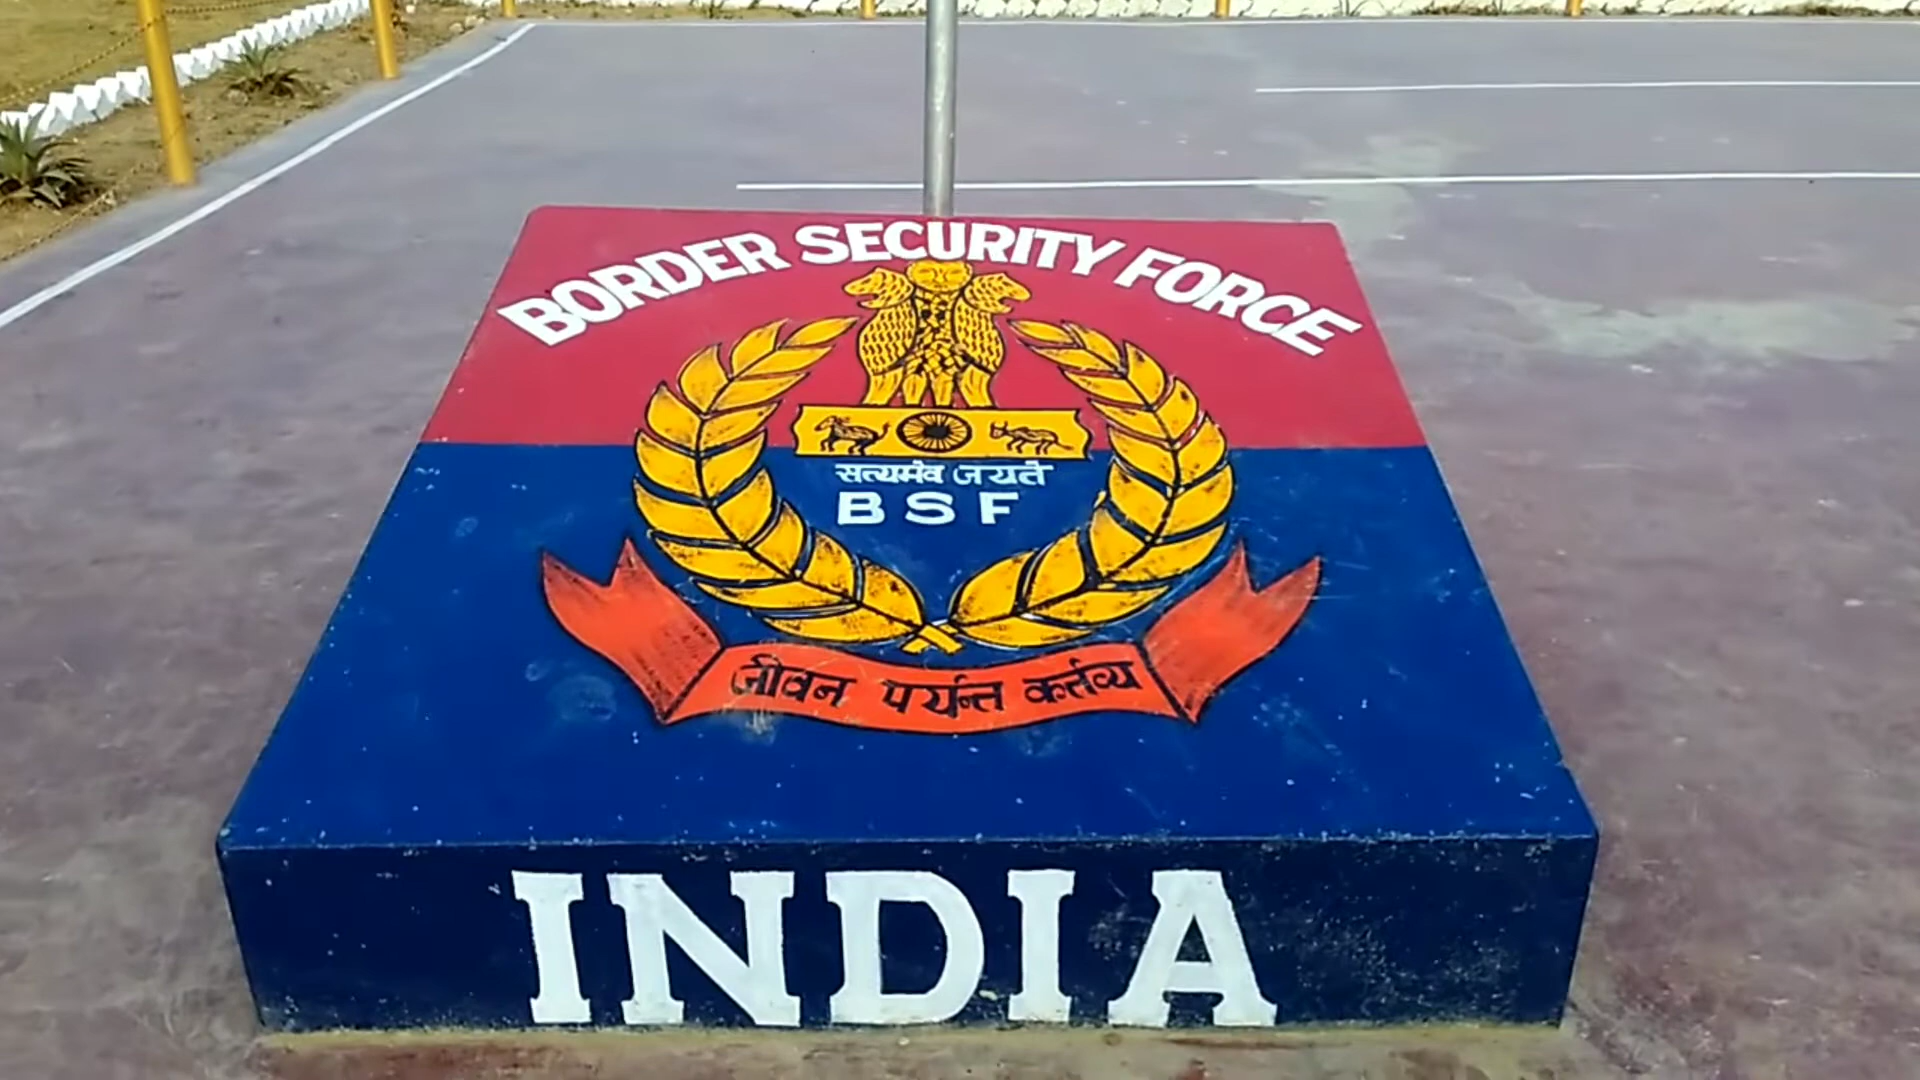 BORDER SECURITY FORCE
सत्यमेव जयते
BSF
जीवन पर्यन्त कर्तव्य
INDIA